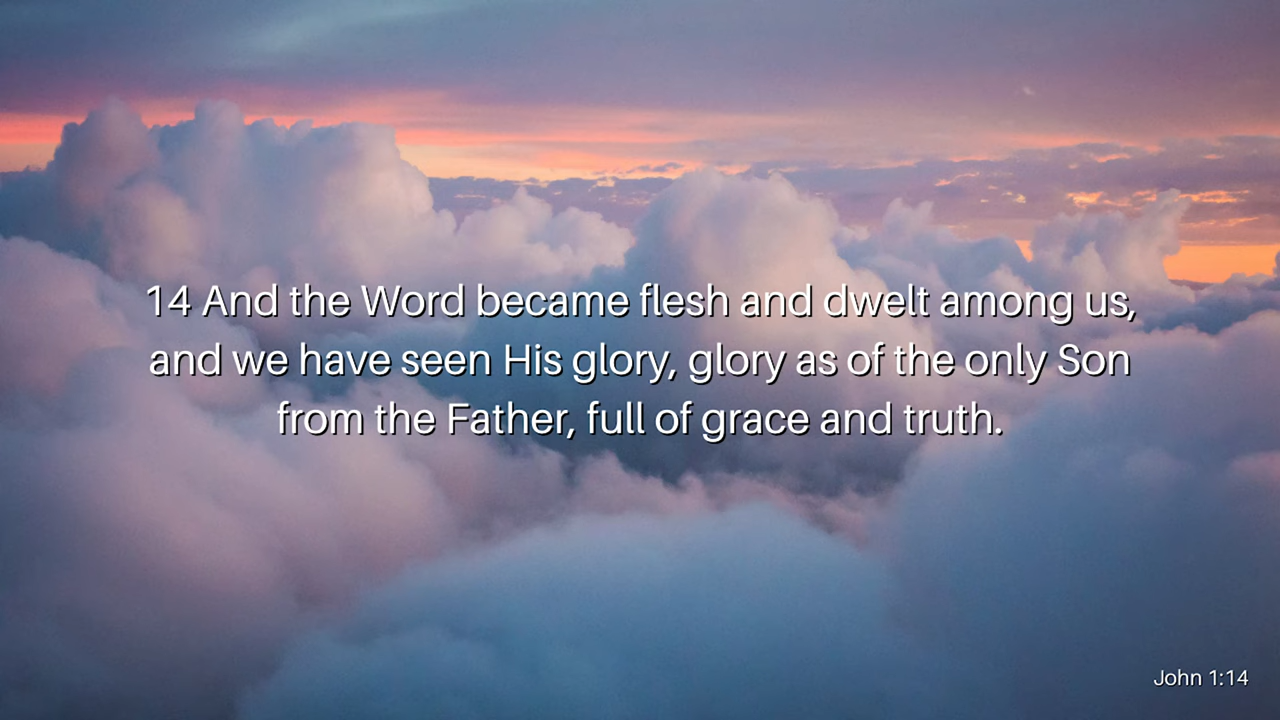 14 And the Word became flesh and dwelt among us,
and we have seen His glory, glory as of the only Son
from the Father, full of grace and truth.
John 1:14